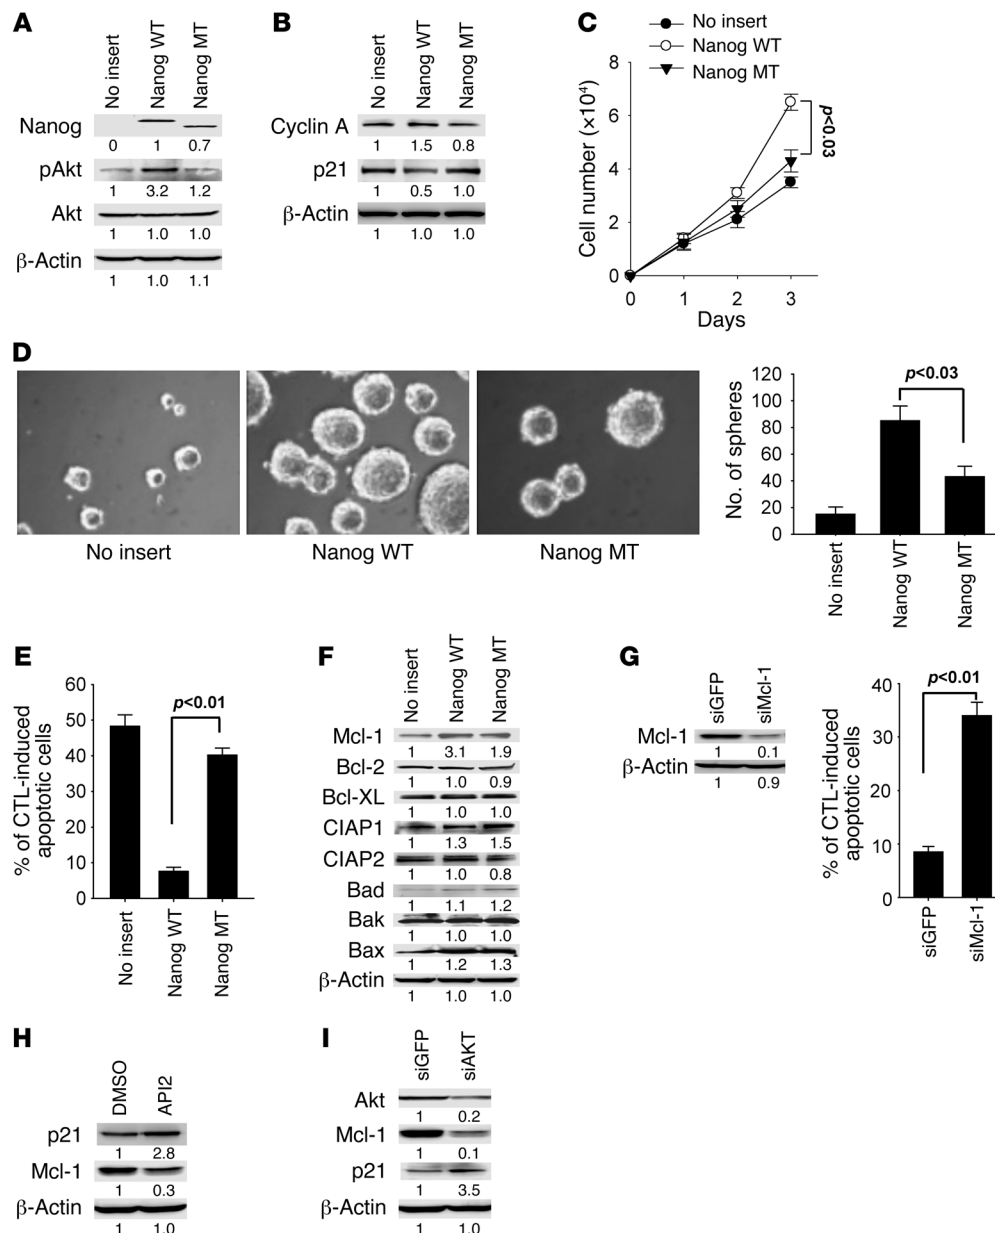 A
No insert
Nanog WT
Nanog MT
Nanog
0 1 0.7
pAkt
1 3.2 1.2
Akt
1 1.0 1.0
β-Actin
1 1.0 1.1
B
No insert
Nanog WT
Nanog MT
Cyclin A
1 1.5 0.8
p21
1 0.5 1.0
β-Actin
1 1.0 1.0
C
No insert
Nanog WT
Nanog MT
Cell number (×10⁴)
8
6
4
2
0
0 1 2 3
Days
p<0.03
D
No insert
Nanog WT
Nanog MT
No. of spheres
120
100
80
60
40
20
0
p<0.03
No insert
Nanog WT
Nanog MT
E
% of CTL-induced
apoptotic cells
60
50
40
30
20
10
0
p<0.01
No insert
Nanog WT
Nanog MT
F
No insert
Nanog WT
Nanog MT
Mcl-1
1 3.1 1.9
Bcl-2
1 1.0 0.9
Bcl-XL
1 1.0 1.0
CIAP1
1 1.3 1.5
CIAP2
1 1.0 0.8
Bad
1 1.1 1.2
Bak
1 1.0 1.0
Bax
1 1.2 1.3
β-Actin
1 1.0 1.0
G
siGFP
siMcl-1
Mcl-1
1 0.1
β-Actin
1 0.9
% of CTL-induced
apoptotic cells
40
30
20
10
0
p<0.01
siGFP
siMcl-1
H
DMSO
API2
p21
1 2.8
Mcl-1
1 0.3
β-Actin
1 1.0
I
siGFP
siAKT
Akt
1 0.2
Mcl-1
1 0.1
p21
1 3.5
β-Actin
1 1.0